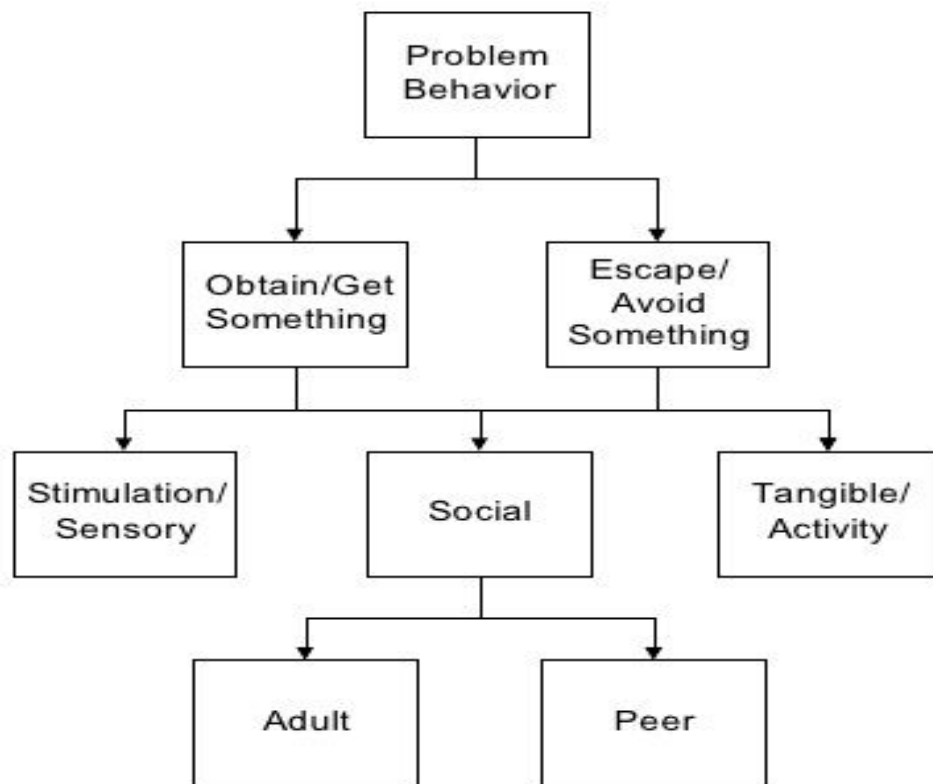 Problem
Behavior
Obtain/Get
Something
Escape/
Avoid
Something
Stimulation/
Sensory
Social
Tangible/
Activity
Adult
Peer